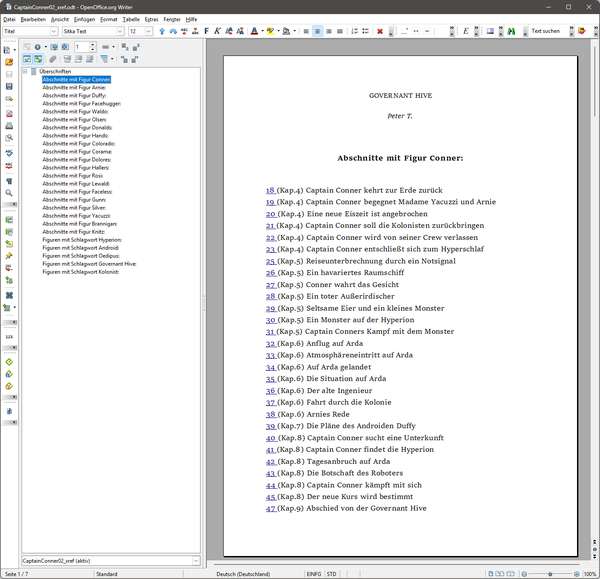 CaptainConner02_xref.odt - OpenOffice.org Writer
Datei Bearbeiten Ansicht Einfügen Format Tabelle Extras Fenster Hilfe
Titel Sitka Text 12 Text suchen
1
Überschriften
Abschnitte mit Figur Conner:
Abschnitte mit Figur Arnie:
Abschnitte mit Figur Duffy:
Abschnitte mit Figur Facehugger:
Abschnitte mit Figur Waldo:
Abschnitte mit Figur Olsen:
Abschnitte mit Figur Donaldo:
Abschnitte mit Figur Hando:
Abschnitte mit Figur Colorado:
Abschnitte mit Figur Corama:
Abschnitte mit Figur Dolores:
Abschnitte mit Figur Hallers:
Abschnitte mit Figur Rosi:
Abschnitte mit Figur Lewald:
Abschnitte mit Figur Faceless:
Abschnitte mit Figur Gunn:
Abschnitte mit Figur Silver:
Abschnitte mit Figur Yacuzzi:
Abschnitte mit Figur Brannigan:
Abschnitte mit Figur Knitz:
Figuren mit Schlagwort Hyperion:
Figuren mit Schlagwort Android:
Figuren mit Schlagwort Oedipus:
Figuren mit Schlagwort Governant Hive:
Figuren mit Schlagwort Kolonist:
CaptainConner02_xref (aktiv)
GOVERNANT HIVE
Peter T.
Abschnitte mit Figur Conner:
18 (Kap.4) Captain Conner kehrt zur Erde zurück
19 (Kap.4) Captain Conner begegnet Madame Yacuzzi und Arnie
20 (Kap.4) Eine neue Eiszeit ist angebrochen
21 (Kap.4) Captain Conner soll die Kolonisten zurückbringen
22 (Kap.4) Captain Conner wird von seiner Crew verlassen
23 (Kap.4) Captain Conner entschließt sich zum Hyperschlaf
25 (Kap.5) Reiseunterbrechung durch ein Notsignal
26 (Kap.5) Ein havariertes Raumschiff
27 (Kap.5) Conner wahrt das Gesicht
28 (Kap.5) Ein toter Außerirdischer
29 (Kap.5) Seltsame Eier und ein kleines Monster
30 (Kap.5) Ein Monster auf der Hyperion
31 (Kap.5) Captain Conners Kampf mit dem Monster
32 (Kap.6) Anflug auf Arda
33 (Kap.6) Atmosphäreneintritt auf Arda
34 (Kap.6) Auf Arda gelandet
35 (Kap.6) Die Situation auf Arda
36 (Kap.6) Der alte Ingenieur
37 (Kap.6) Fahrt durch die Kolonie
38 (Kap.6) Arnies Rede
39 (Kap.7) Die Pläne des Androiden Duffy
40 (Kap.8) Captain Conner sucht eine Unterkunft
41 (Kap.8) Captain Conner findet die Hyperion
42 (Kap.8) Tagesanbruch auf Arda
43 (Kap.8) Die Botschaft des Roboters
44 (Kap.8) Captain Conner kämpft mit sich
45 (Kap.8) Der neue Kurs wird bestimmt
47 (Kap.9) Abschied von der Governant Hive
Seite 1 / 7 Standard Deutsch (Deutschland) EINFG STD 100%